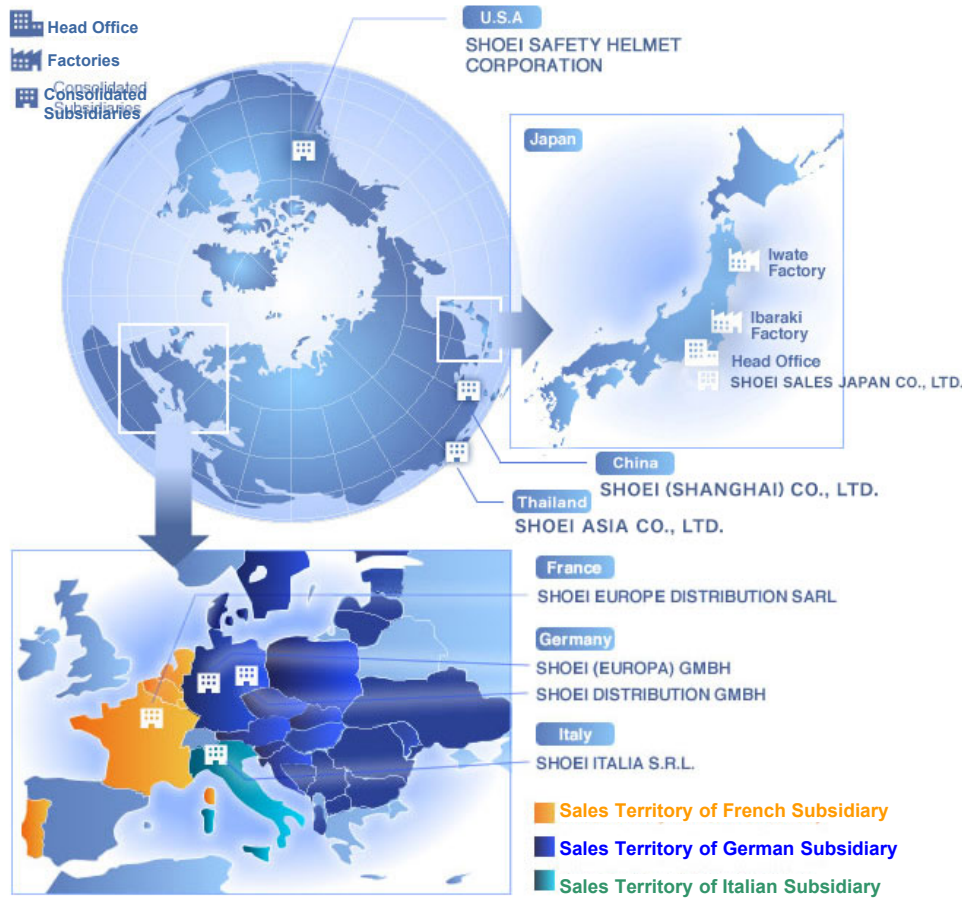 Head Office
Factories
Consolidated
Subsidiaries
Consolidated
Subsidiaries
U.S.A
SHOEI SAFETY HELMET
CORPORATION
Japan
Iwate
Factory
Ibaraki
Factory
Head Office
SHOEI SALES JAPAN CO., LTD.
China
SHOEI (SHANGHAI) CO., LTD.
Thailand
SHOEI ASIA CO., LTD.
France
SHOEI EUROPE DISTRIBUTION SARL
Germany
SHOEI (EUROPA) GMBH
SHOEI DISTRIBUTION GMBH
Italy
SHOEI ITALIA S.R.L.
Sales Territory of French Subsidiary
Sales Territory of German Subsidiary
Sales Territory of Italian Subsidiary